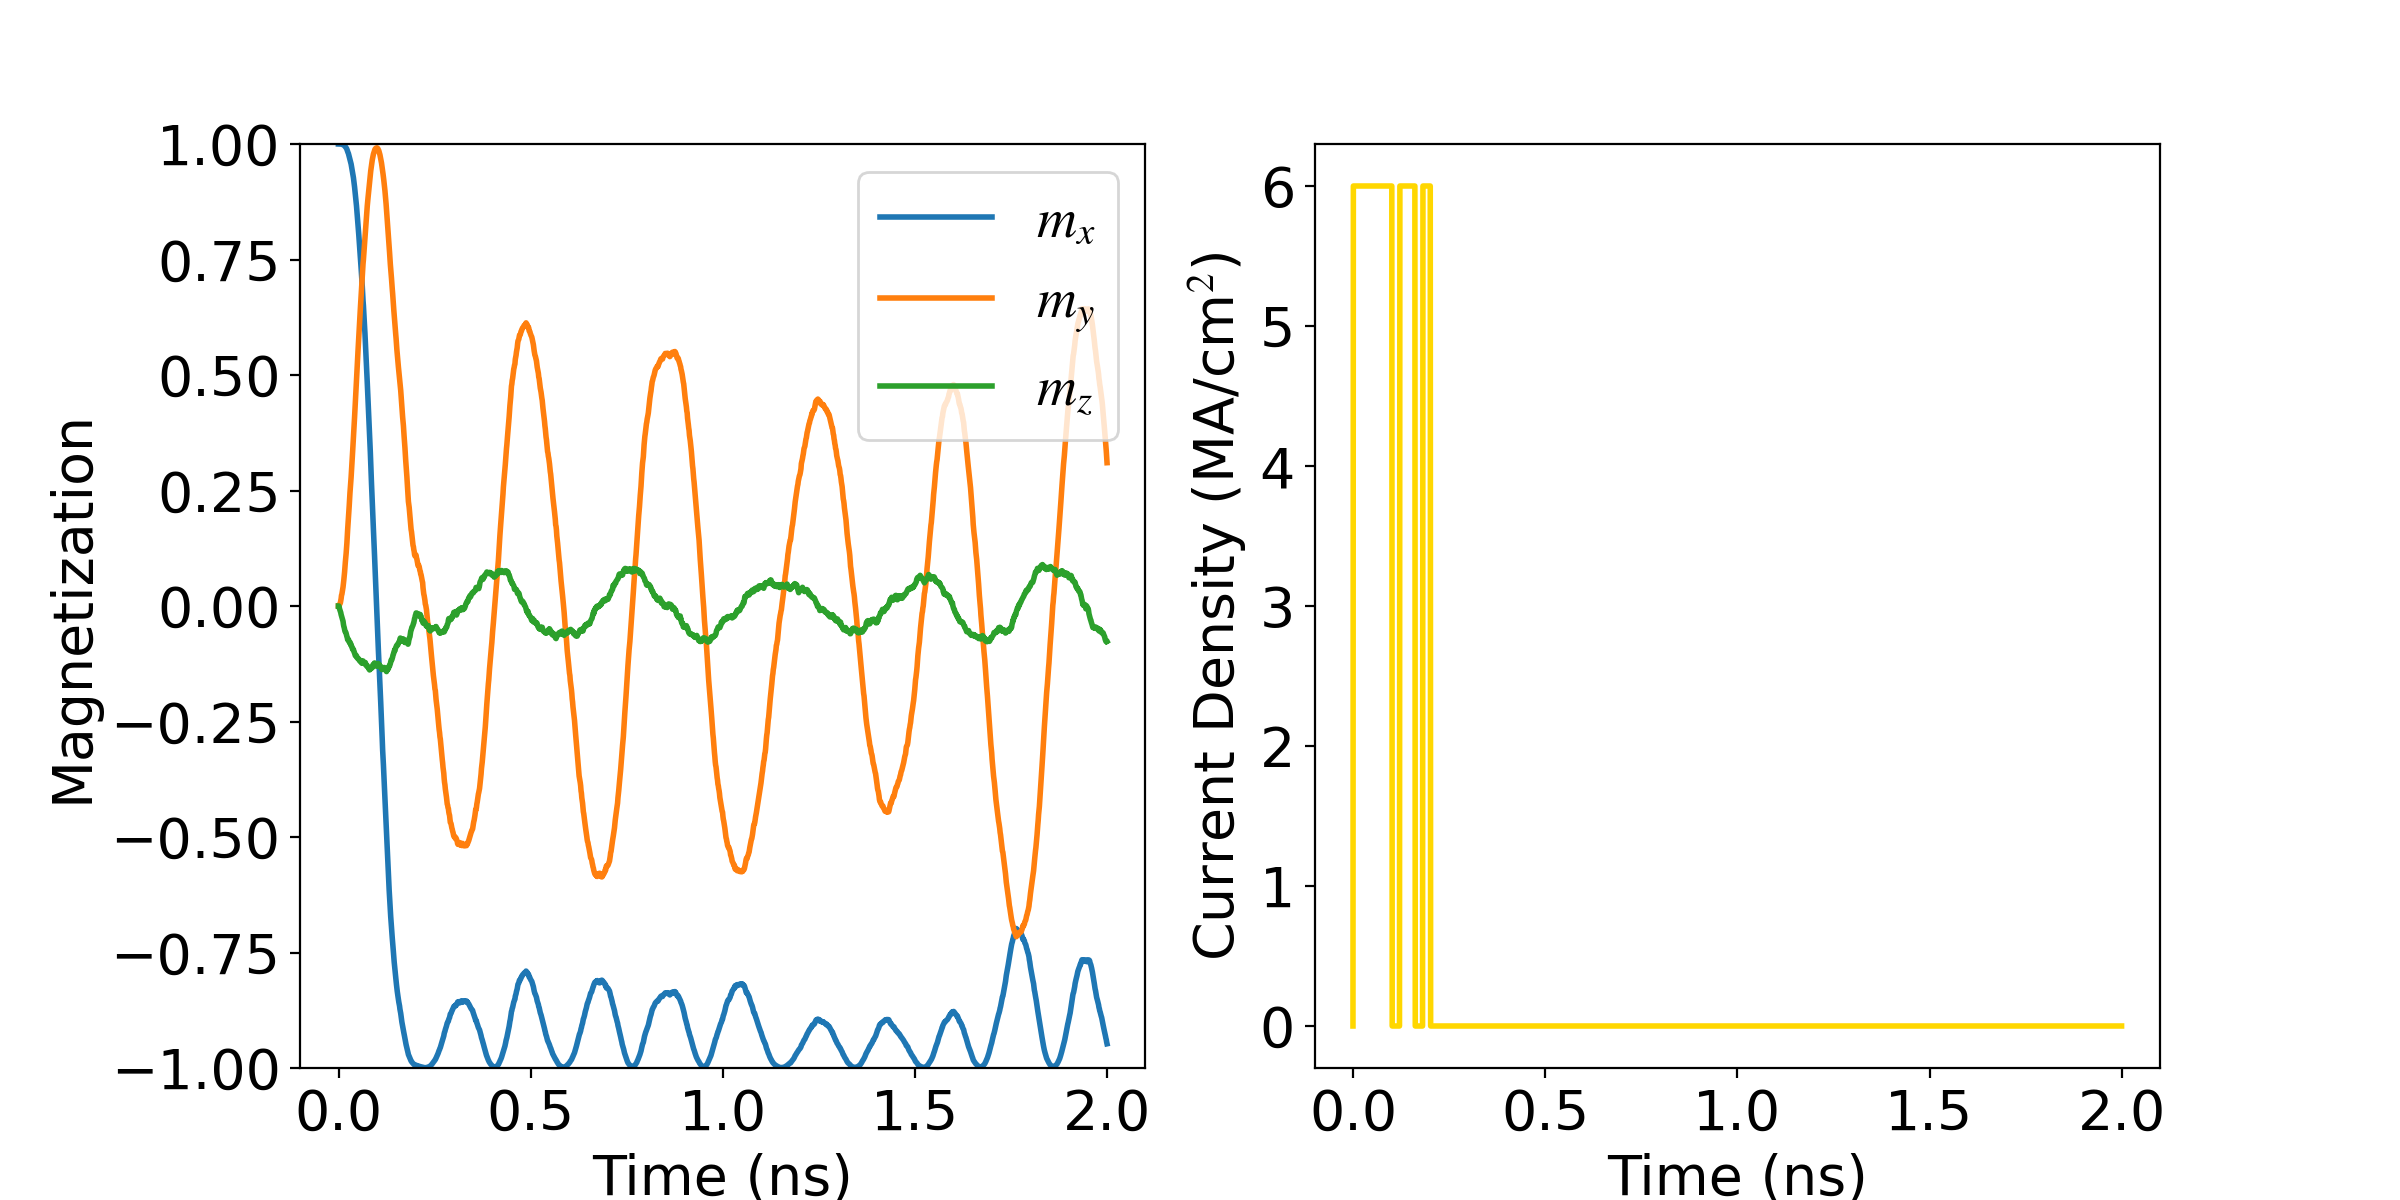 1.00
0.75
0.50
0.25
0.00
−0.25
−0.50
−0.75
−1.00
Magnetization
0.0 0.5 1.0 1.5 2.0
Time (ns)
m_x
m_y
m_z
6
5
4
3
2
1
0
Current Density (MA/cm²)
0.0 0.5 1.0 1.5 2.0
Time (ns)